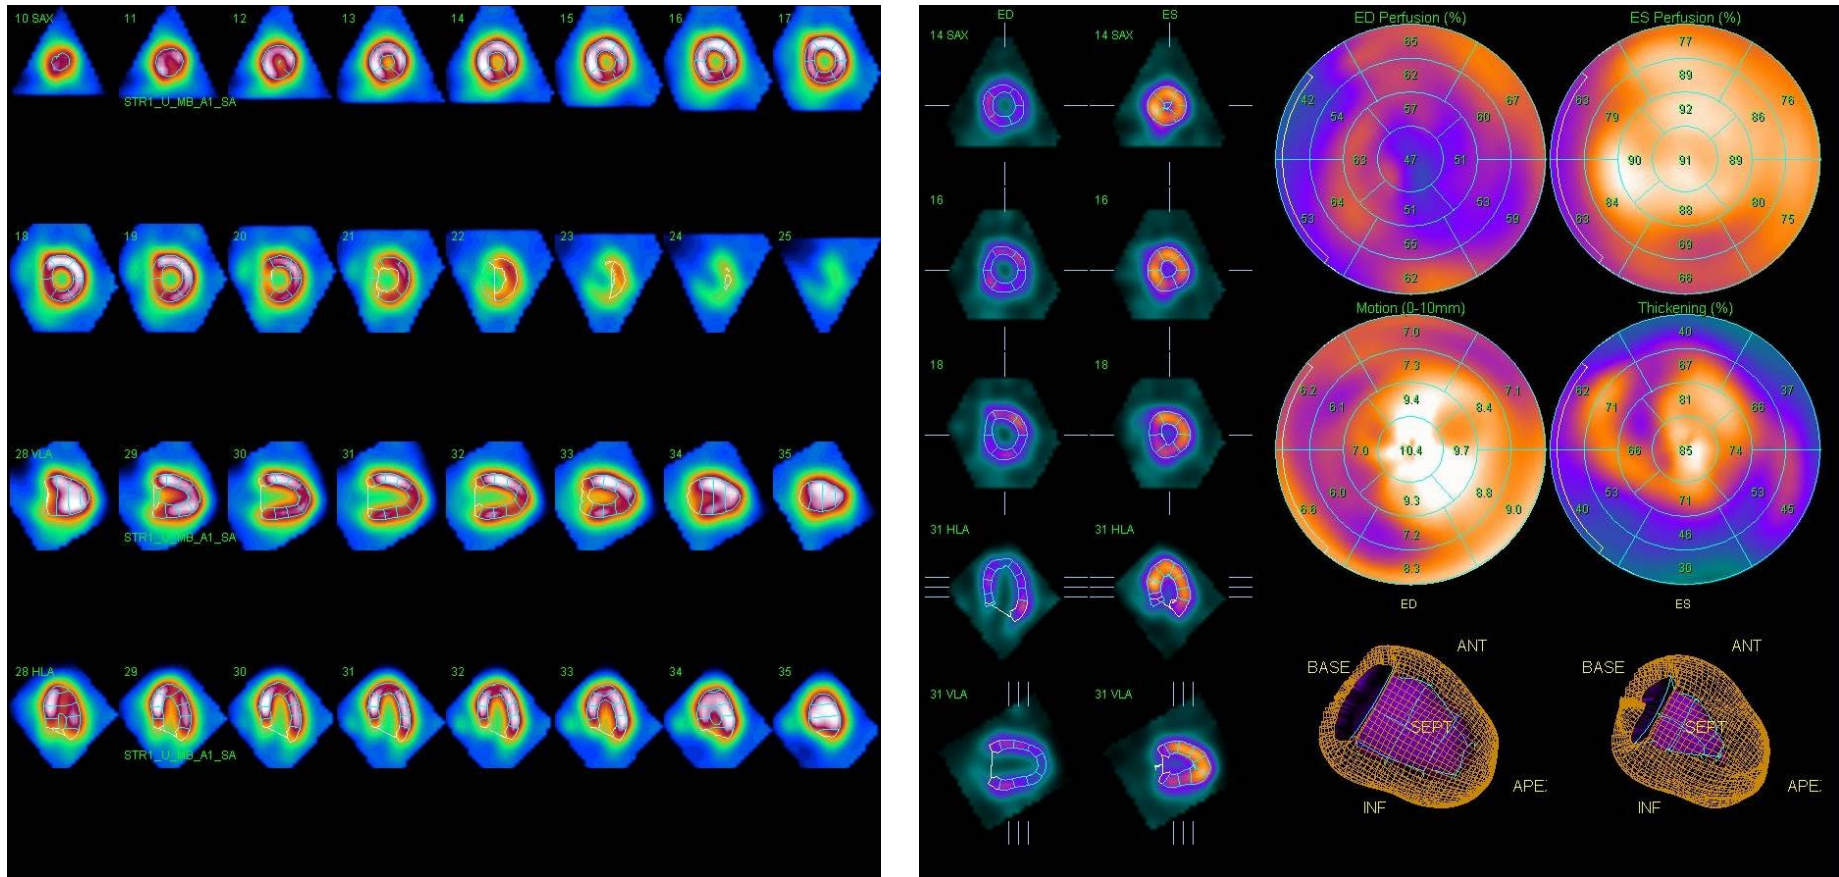 10 SAX 11 12 13 14 15 16 17
STR1_U_MB_A1_SA
18 19 20 21 22 23 24 25
28 VLA 29 30 31 32 33 34 35
STR1_U_MB_A1_SA
28 HLA 29 30 31 32 33 34 35
STR1_U_MB_A1_SA
ED ES
14 SAX 14 SAX
16 16
18 18
31 HLA 31 HLA
31 VLA 31 VLA
ED Perfusion (%)
65
62
42 54 57 60 67
63 47 51
53 64 51 53 59
55
62
ES Perfusion (%)
77
89
63 79 92 86 76
90 91 89
63 84 88 80 75
69
66
Motion (0-10mm)
7.0
7.3
6.2 6.1 9.4 8.4 7.1
7.0 10.4 9.7
6.6 6.0 9.3 8.8 9.0
7.2
8.3
Thickening (%)
40
67
62 71 81 66 37
66 85 74
40 53 71 53 45
46
30
ED
ANT
BASE
SEPT
APE
INF
ES
ANT
BASE
SEPT
APE
INF